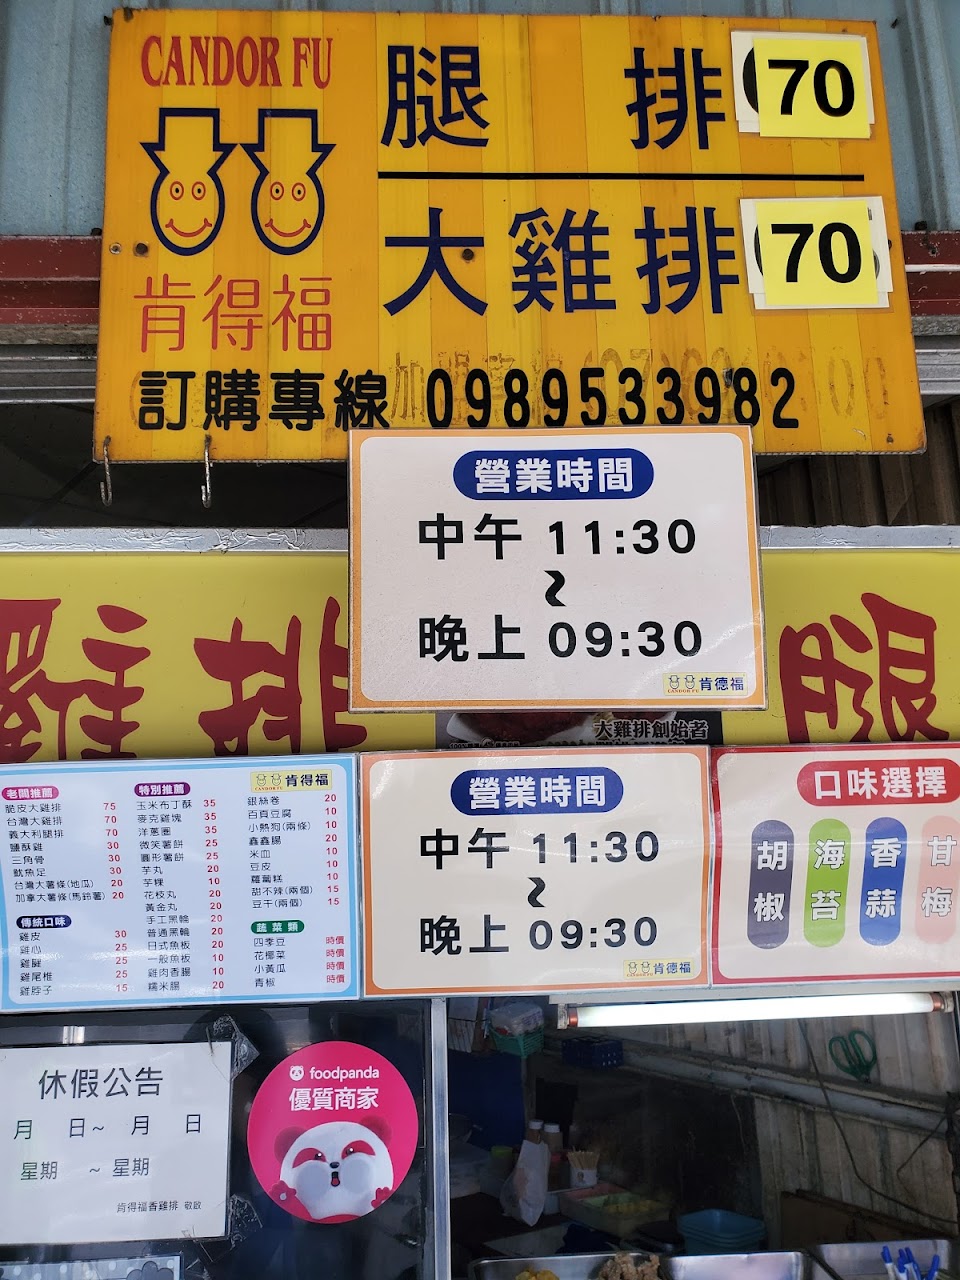 CANDOR FU
肯得福
腿 排 70
大雞排 70
訂購專線 0989533982
營業時間
中午 11:30
~
晚上 09:30
CANDOR FU 肯德福
雞排
腿
大雞排創始者
肯得福
老闆推薦
脆皮大雞排 75
台灣大雞排 70
義大利腿排 70
鹽酥雞 30
三角骨 30
魷魚足 30
台灣大薯條(地瓜) 20
加拿大薯條(馬鈴薯) 20
傳統口味
雞皮 30
雞心 25
雞腱 25
雞尾椎 25
雞脖子 15
特別推薦
玉米布丁酥 35
麥克雞塊 35
洋蔥圈 35
微笑薯餅 25
圓形薯餅 25
芋丸 20
芋粿 10
花枝丸 20
黃金丸 20
手工黑輪 20
普通黑輪 20
日式魚板 20
一般魚板 10
雞肉香腸 10
糯米腸 20
銀絲卷 20
百頁豆腐 10
小熱狗(兩條) 10
鑫鑫腸 20
米血 10
豆皮 10
蘿蔔糕 10
甜不辣(兩個) 15
豆干(兩個) 15
蔬菜類
四季豆 時價
花椰菜 時價
小黃瓜 時價
青椒 時價
營業時間
中午 11:30
~
晚上 09:30
CANDOR FU 肯德福
口味選擇
胡椒
海苔
香蒜
甘梅
休假公告
月 日~ 月 日
星期 ~ 星期
肯得福香雞排 敬啟
foodpanda
優質商家